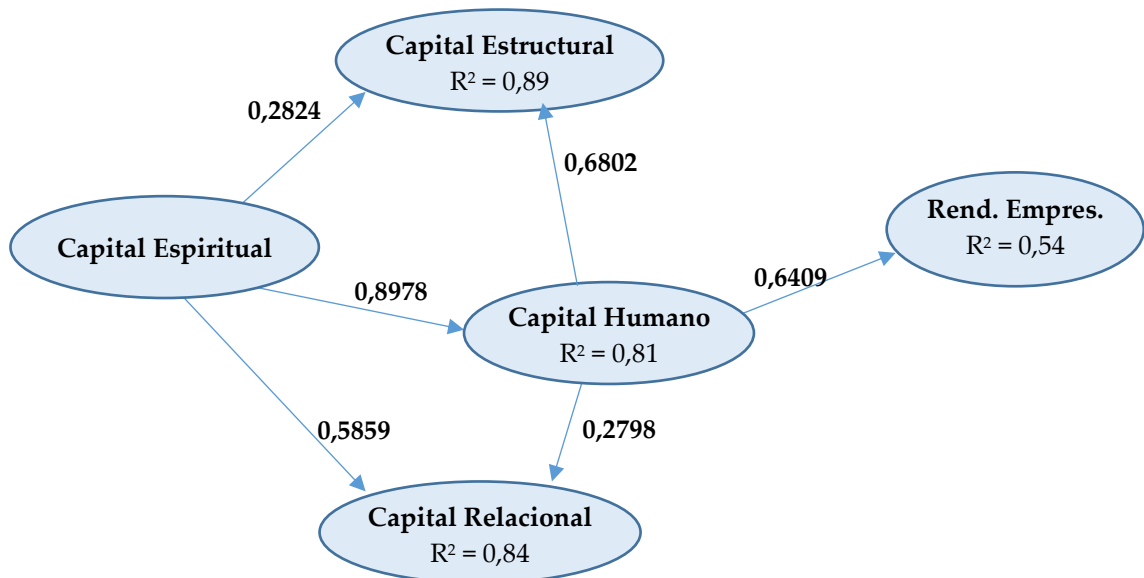 Capital Estructural
R² = 0,89
0,2824
0,6802
Rend. Empres.
R² = 0,54
Capital Espiritual
0,8978
0,6409
Capital Humano
R² = 0,81
0,5859
0,2798
Capital Relacional
R² = 0,84